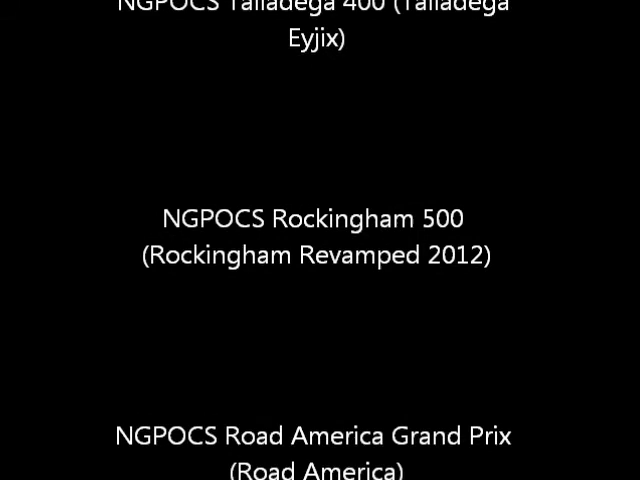 NGPOCS Talladega 400 (Talladega
Eyjix)
NGPOCS Rockingham 500
(Rockingham Revamped 2012)
NGPOCS Road America Grand Prix
(Road America)